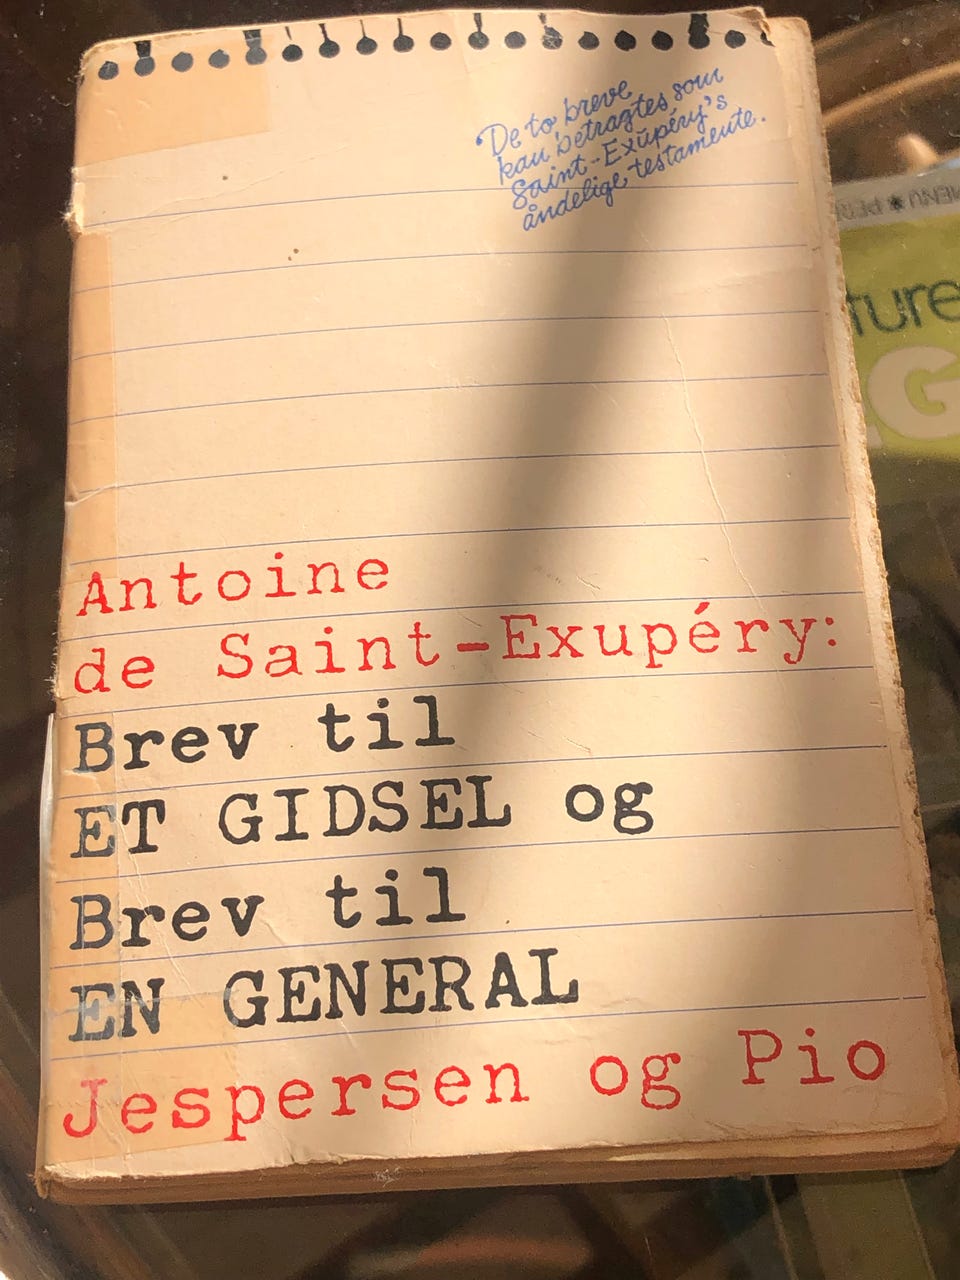 De to breve
kan betragtes som
Saint-Exupéry's
åndelige testamente.
Antoine
de Saint-Exupéry:
Brev til
ET GIDSEL og
Brev til
EN GENERAL
Jespersen og Pio
ture
G